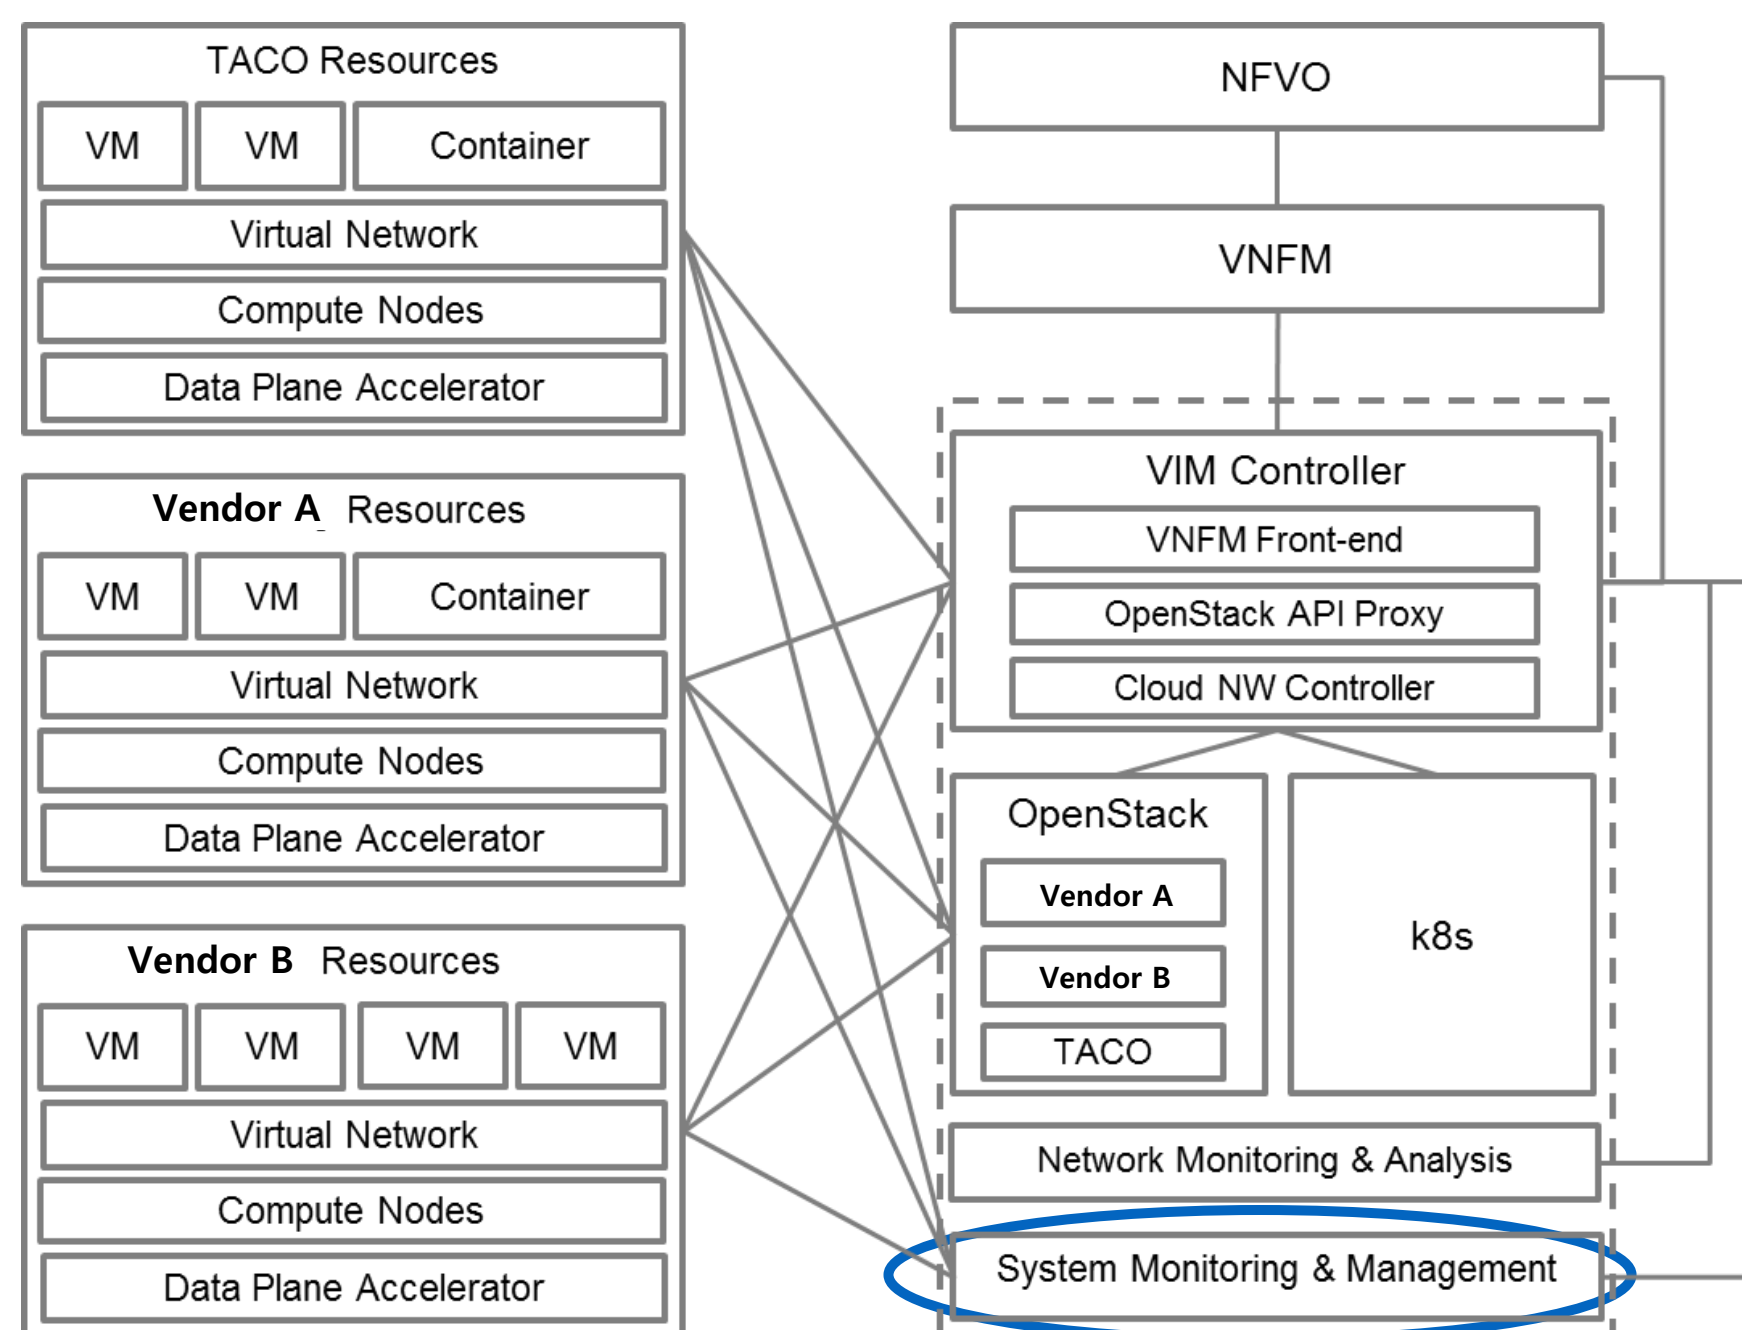 TACO Resources
VM
VM
Container
Virtual Network
Compute Nodes
Data Plane Accelerator
Vendor A Resources
VM
VM
Container
Virtual Network
Compute Nodes
Data Plane Accelerator
Vendor B Resources
VM
VM
VM
VM
Virtual Network
Compute Nodes
Data Plane Accelerator
NFVO
VNFM
VIM Controller
VNFM Front-end
OpenStack API Proxy
Cloud NW Controller
OpenStack
Vendor A
Vendor B
TACO
k8s
Network Monitoring & Analysis
System Monitoring & Management